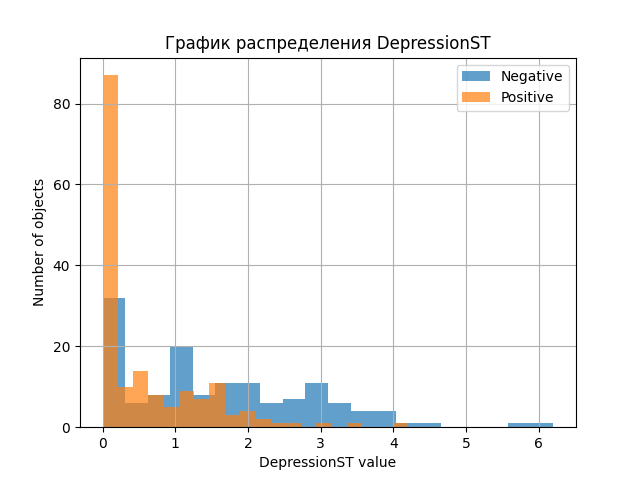 График распределения DepressionST
Negative
Positive
80
60
40
20
0
Number of objects
0 1 2 3 4 5 6
DepressionST value